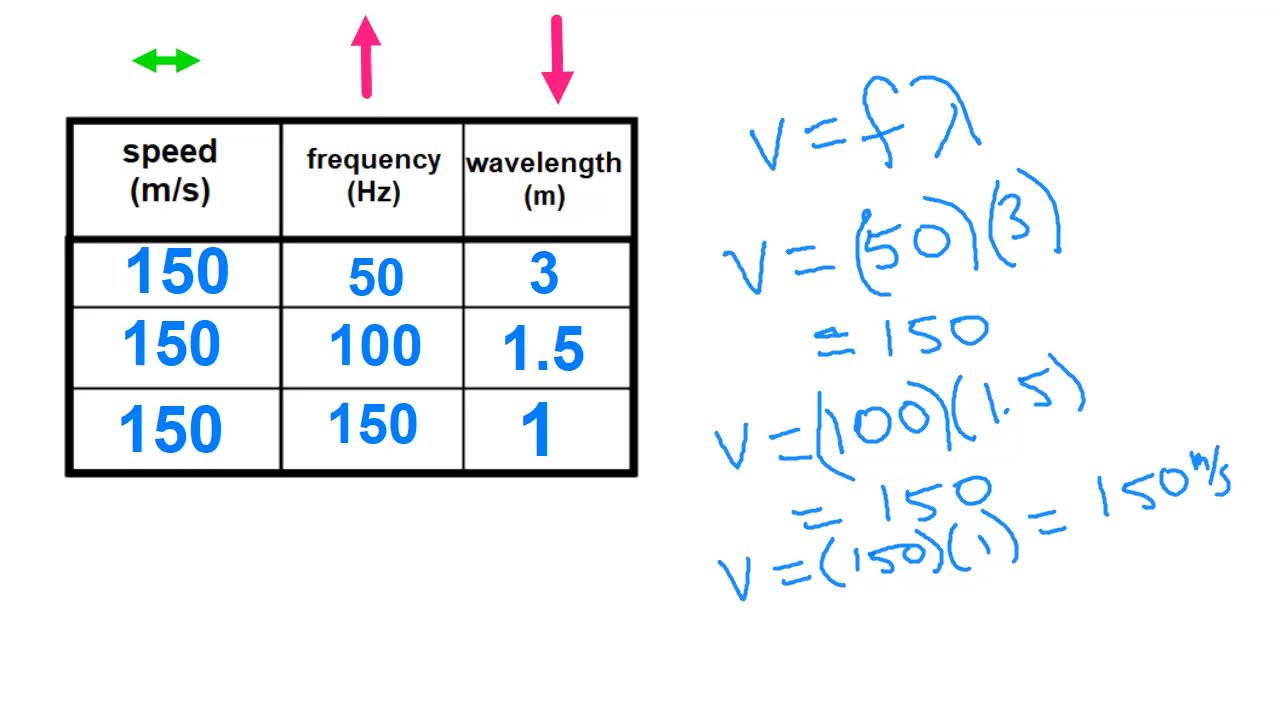 speed (m/s) frequency (Hz) wavelength (m)
150 50 3
150 100 1.5
150 150 1
v = fλ
v = (50)(3)
= 150
v = (100)(1.5)
= 150
v = (150)(1) = 150 m/s